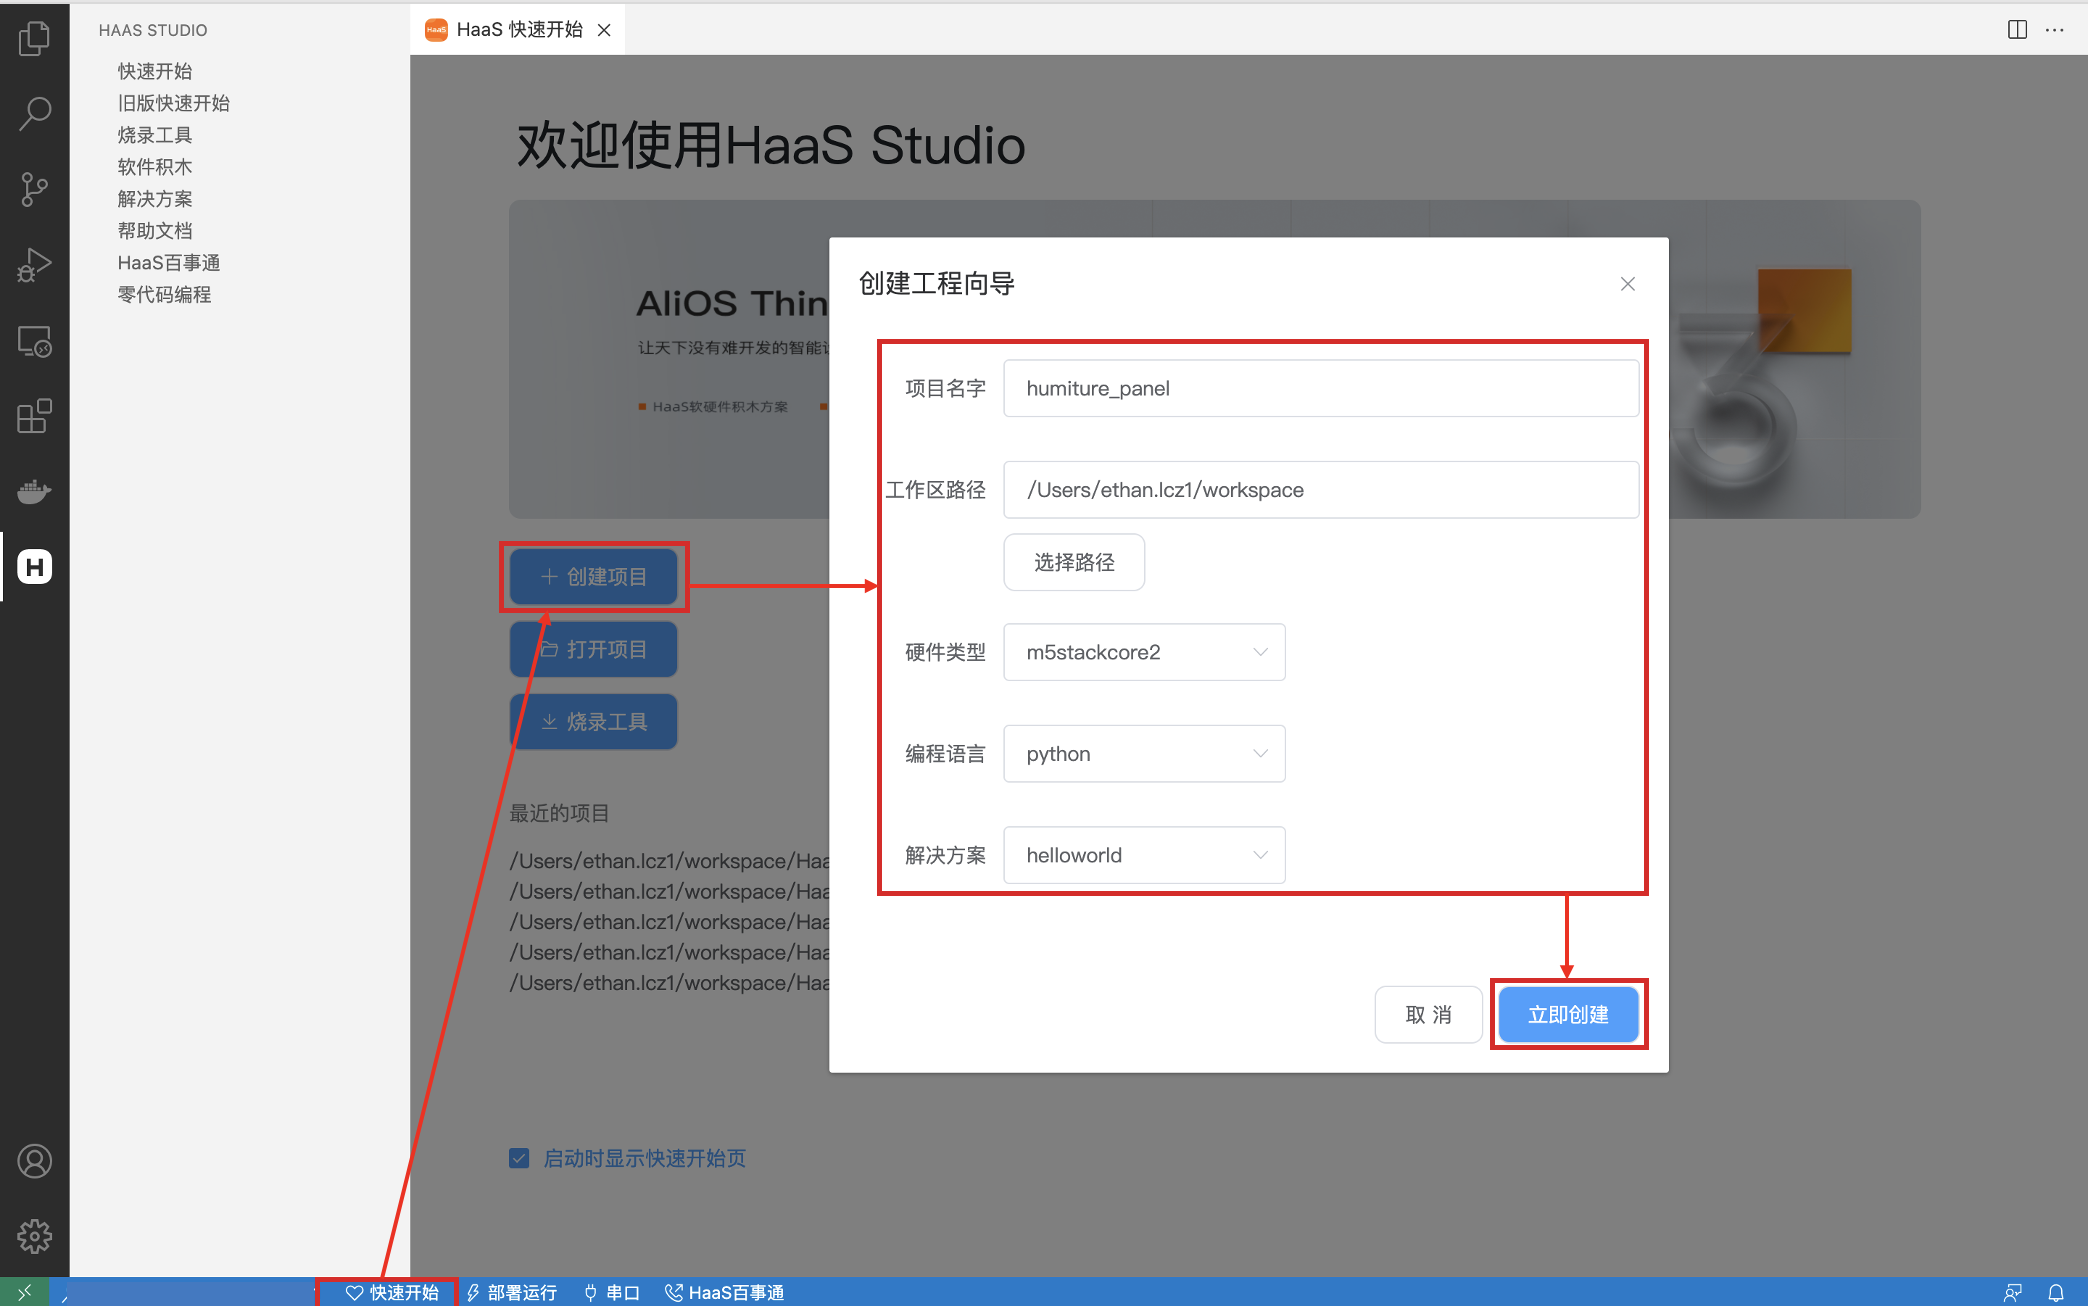 HAAS STUDIO
快速开始
旧版快速开始
烧录工具
软件积木
解决方案
帮助文档
HaaS百事通
零代码编程
HaaS 快速开始
欢迎使用HaaS Studio
AliOS Thin
让天下没有难开发的智能
HaaS软硬件积木方案
创建项目
打开项目
烧录工具
最近的项目
/Users/ethan.lcz1/workspace/Haa
/Users/ethan.lcz1/workspace/Haa
/Users/ethan.lcz1/workspace/Haa
/Users/ethan.lcz1/workspace/Haa
/Users/ethan.lcz1/workspace/Haa
启动时显示快速开始页
创建工程向导
项目名字 humiture_panel
工作区路径 /Users/ethan.lcz1/workspace
选择路径
硬件类型 m5stackcore2
编程语言 python
解决方案 helloworld
取 消 立即创建
快速开始 部署运行 串口 HaaS百事通